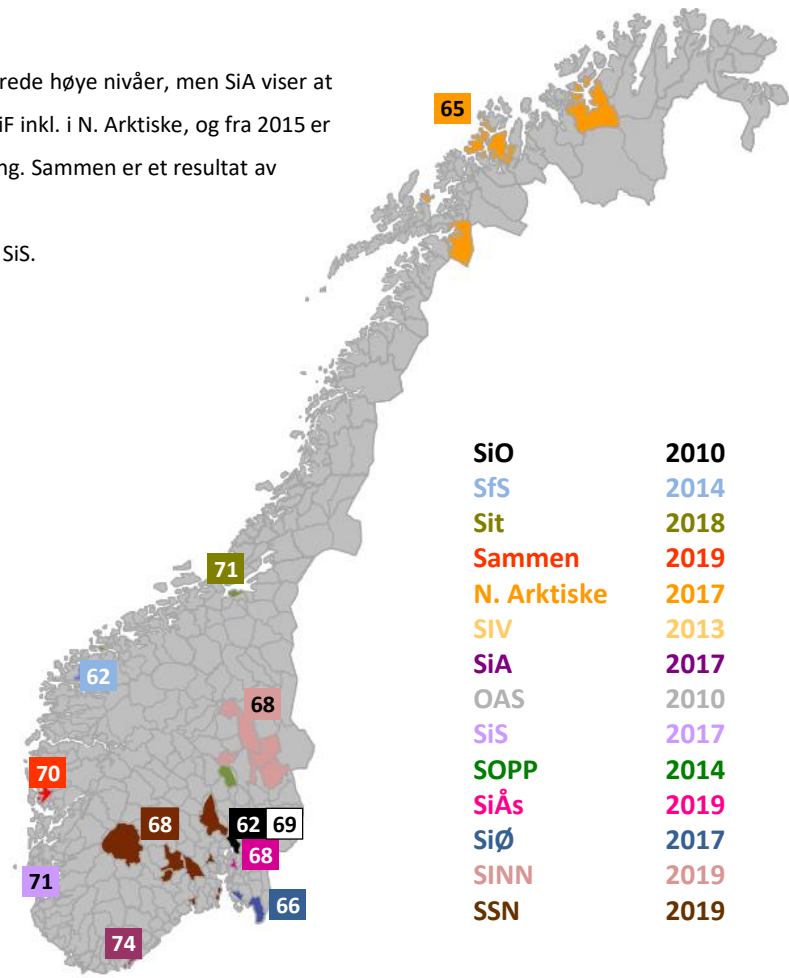 rede høye nivåer, men SiA viser at
iF inkl. i N. Arktiske, og fra 2015 er
ng. Sammen er et resultat av
SiS.
65
71
62
68
70
68
62 69
68
71
66
74
SiO 2010
SfS 2014
Sit 2018
Sammen 2019
N. Arktiske 2017
SIV 2013
SiA 2017
OAS 2010
SiS 2017
SOPP 2014
SiÅs 2019
SiØ 2017
SINN 2019
SSN 2019